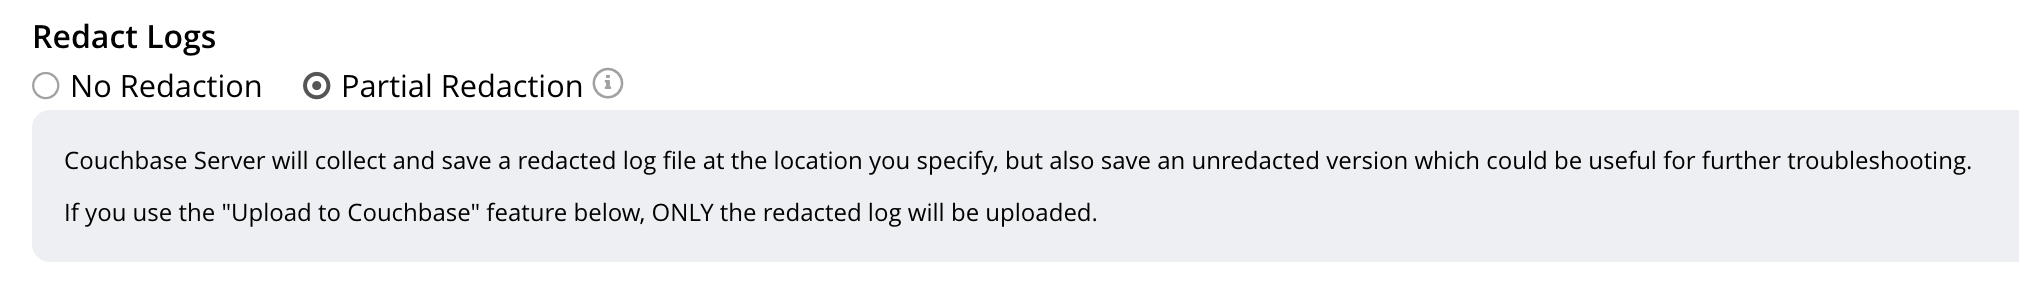 Redact Logs
No Redaction Partial Redaction
Couchbase Server will collect and save a redacted log file at the location you specify, but also save an unredacted version which could be useful for further troubleshooting.
If you use the "Upload to Couchbase" feature below, ONLY the redacted log will be uploaded.